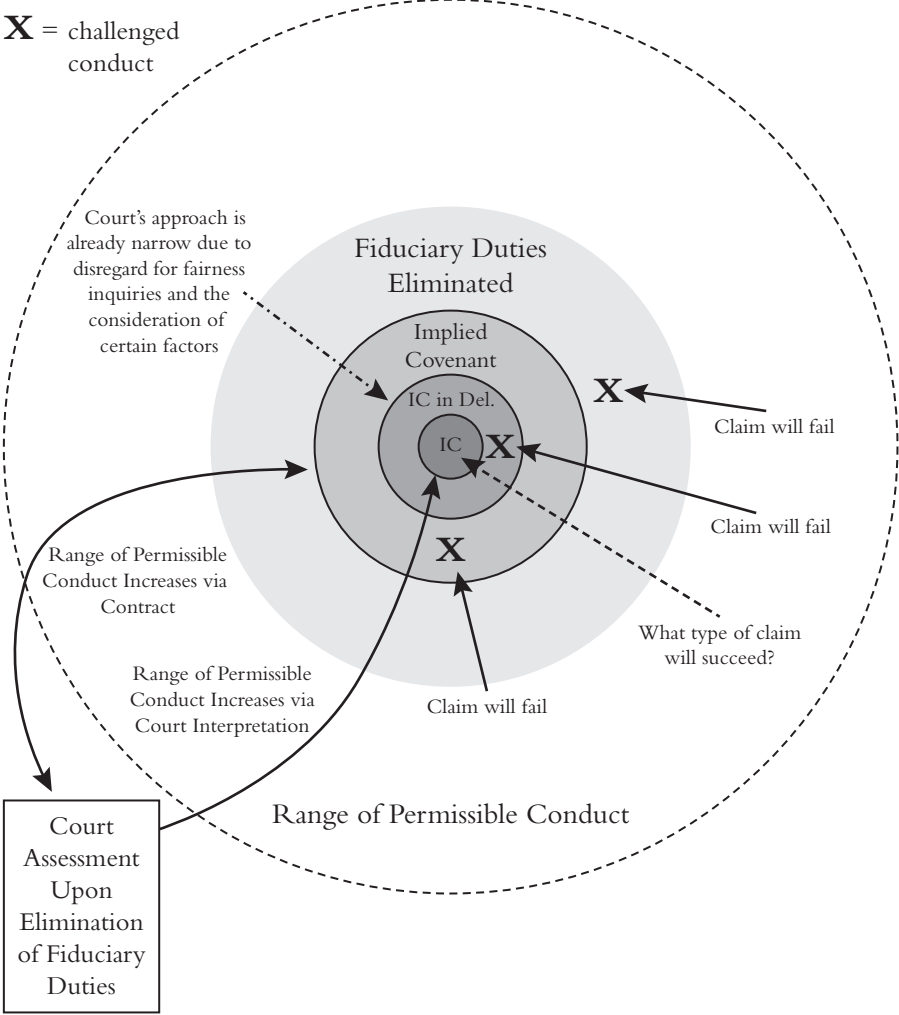 X = challenged
conduct
Court’s approach is
already narrow due to
disregard for fairness
inquiries and the
consideration of
certain factors
Fiduciary Duties
Eliminated
Implied
Covenant
IC in Del.
IC
X
X
X
Claim will fail
Claim will fail
What type of claim
will succeed?
Claim will fail
Range of Permissible
Conduct Increases via
Contract
Range of Permissible
Conduct Increases via
Court Interpretation
Range of Permissible Conduct
Court
Assessment
Upon
Elimination
of Fiduciary
Duties